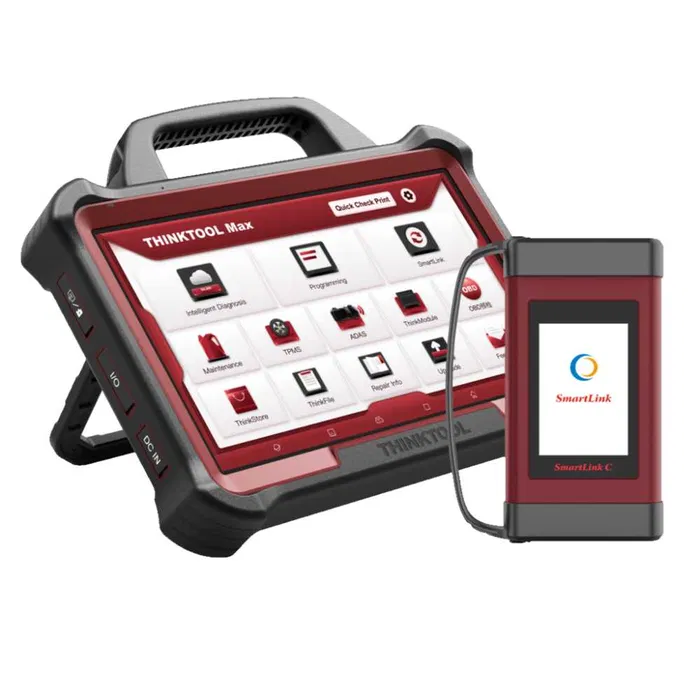 THINKTOOL Max
Quick Check Print
Intelligent Diagnosis
Programming
SmartLink
Maintenance
TPMS
ADAS
ThinkModule
OBD
ThinkStore
ThinkFile
Repair Info
Upgrade
THINKTOOL
I/O
DC IN
SmartLink
SmartLink C